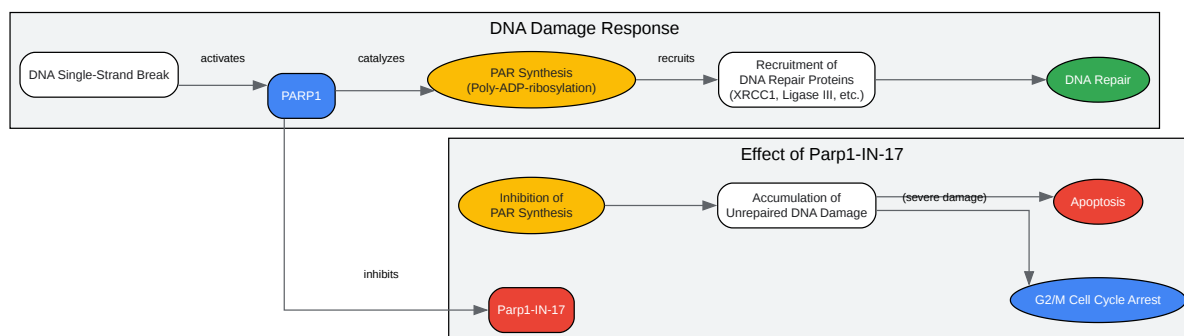 DNA Damage Response
DNA Single-Strand Break
activates
PARP1
catalyzes
PAR Synthesis
(Poly-ADP-ribosylation)
recruits
Recruitment of
DNA Repair Proteins
(XRCC1, Ligase III, etc.)
DNA Repair
Effect of Parp1-IN-17
Inhibition of
PAR Synthesis
Accumulation of
Unrepaired DNA Damage
(severe damage)
Apoptosis
G2/M Cell Cycle Arrest
inhibits
Parp1-IN-17